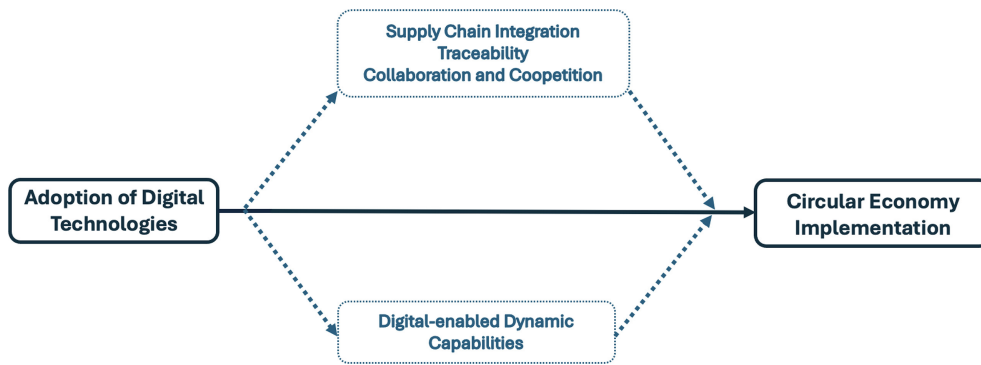 Supply Chain Integration
Traceability
Collaboration and Coopetition
Adoption of Digital
Technologies
Circular Economy
Implementation
Digital-enabled Dynamic
Capabilities